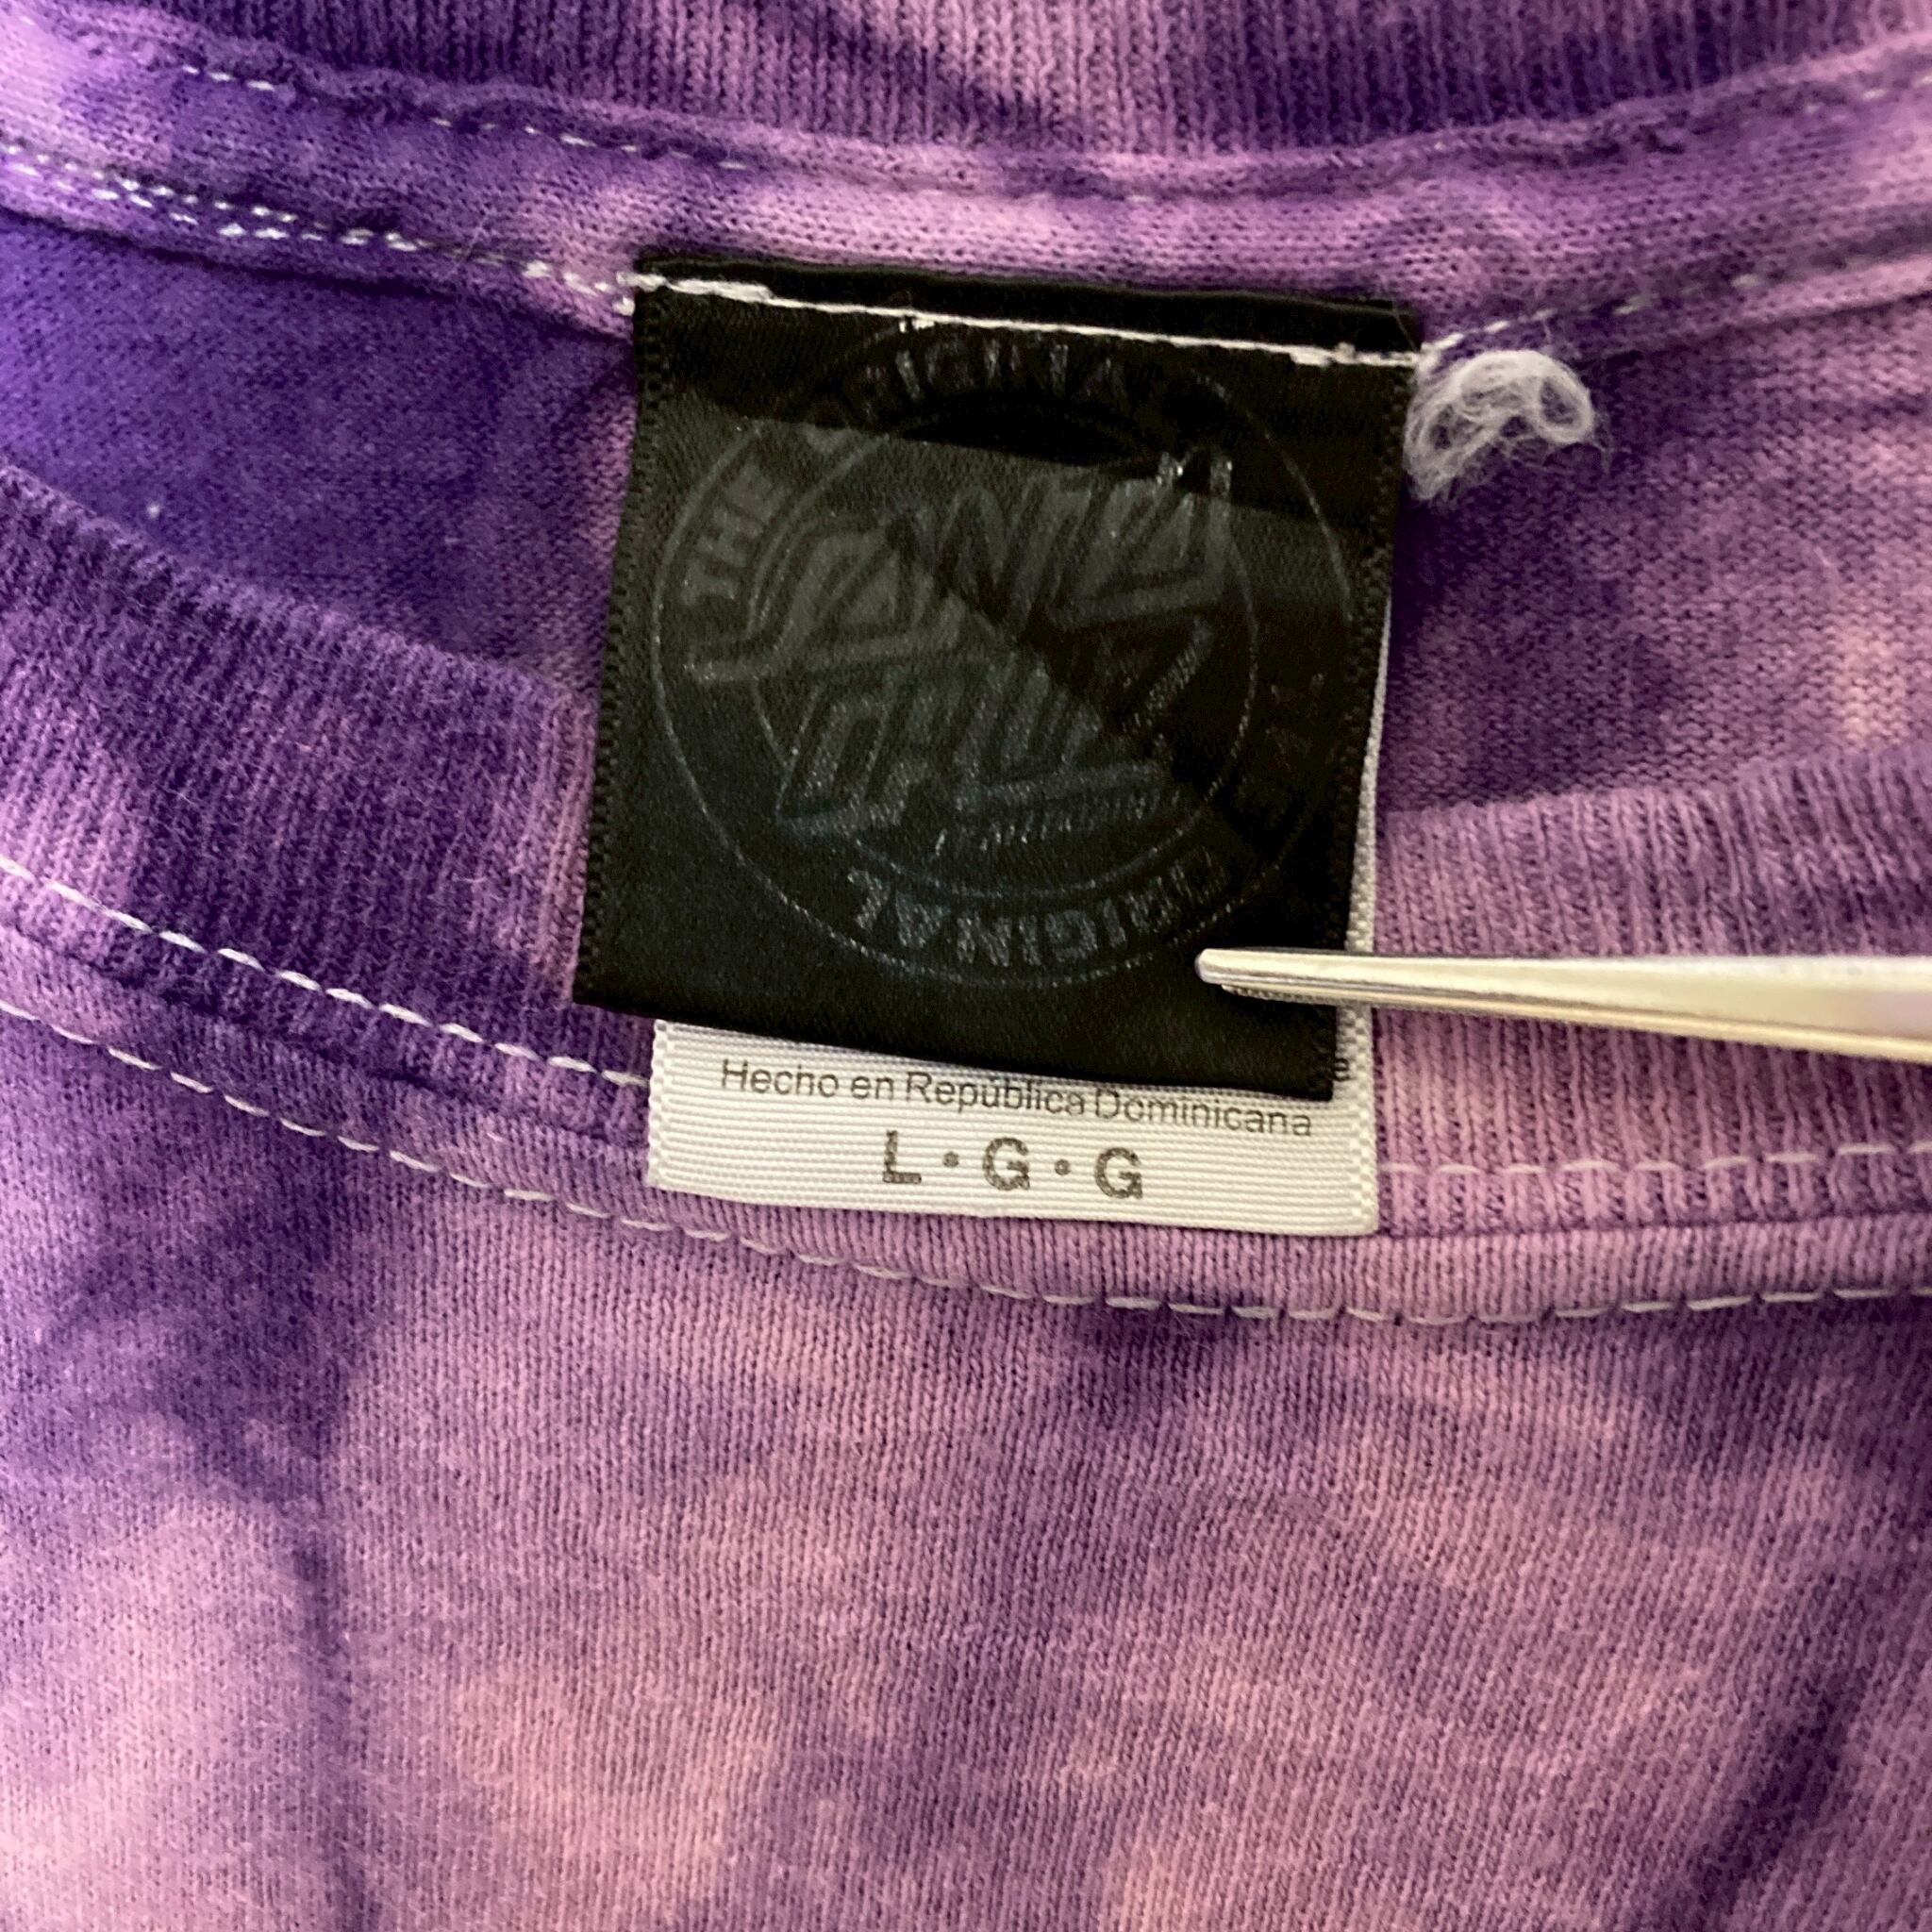 THE ORIGINAL
SANTA
CRUZ
ORIGINAL
Hecho en República Dominicana
L • G • G